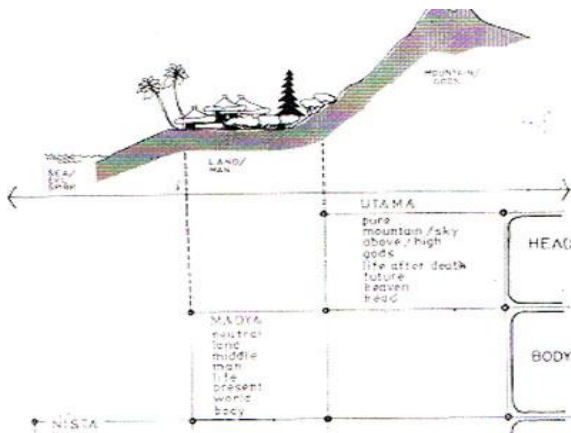 MOUNTAIN/
GODS
LAND/
MAN
SEA/
EVIL
UTAMA
pure
mountain/sky
above/high
gods
life after death
future
heaven
head
HEAD
MADYA
neutral
land
middle
man
life
present
world
body
BODY
NISTA